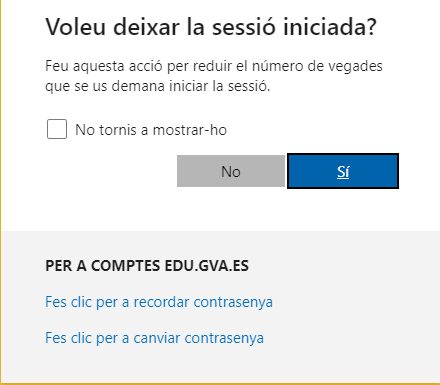 Voleu deixar la sessió iniciada?
Feu aquesta acció per reduir el número de vegades
que se us demana iniciar la sessió.
No tornis a mostrar-ho
No
Sí
PER A COMPTES EDU.GVA.ES
Fes clic per a recordar contrasenya
Fes clic per a canviar contrasenya